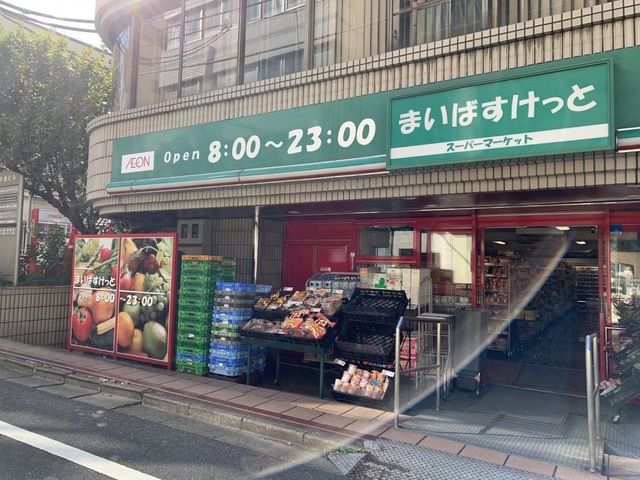 ÆON Open 8:00～23:00
まいばすけっと
スーパーマーケット
まいばすけっと
8:00～23:00